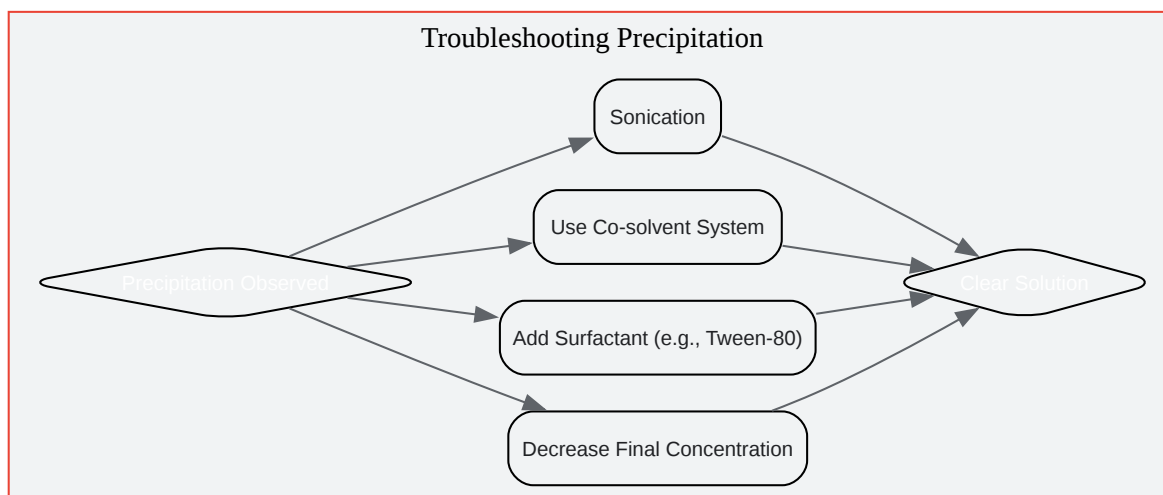 Troubleshooting Precipitation
Sonication
Use Co-solvent System
Precipitation Observed
Clear Solution
Add Surfactant (e.g., Tween-80)
Decrease Final Concentration